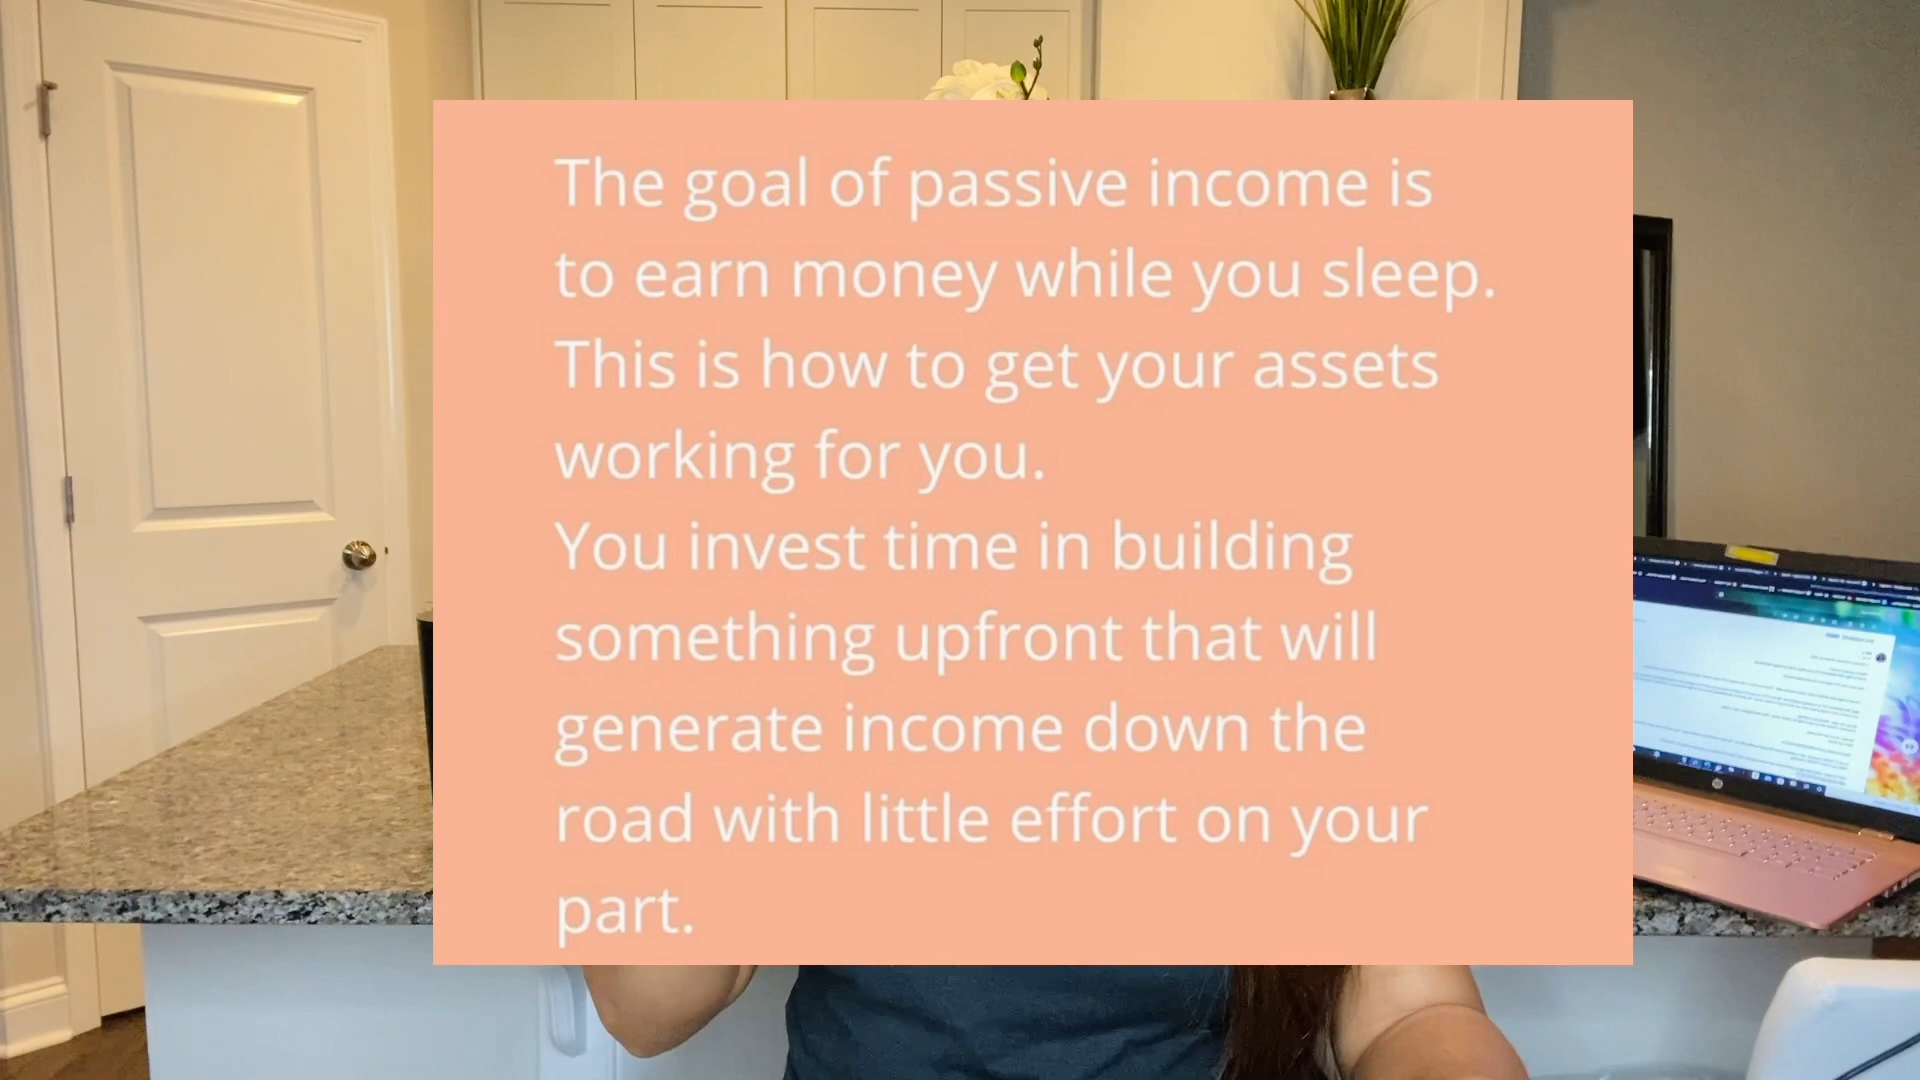 The goal of passive income is
to earn money while you sleep.
This is how to get your assets
working for you.
You invest time in building
something upfront that will
generate income down the
road with little effort on your
part.